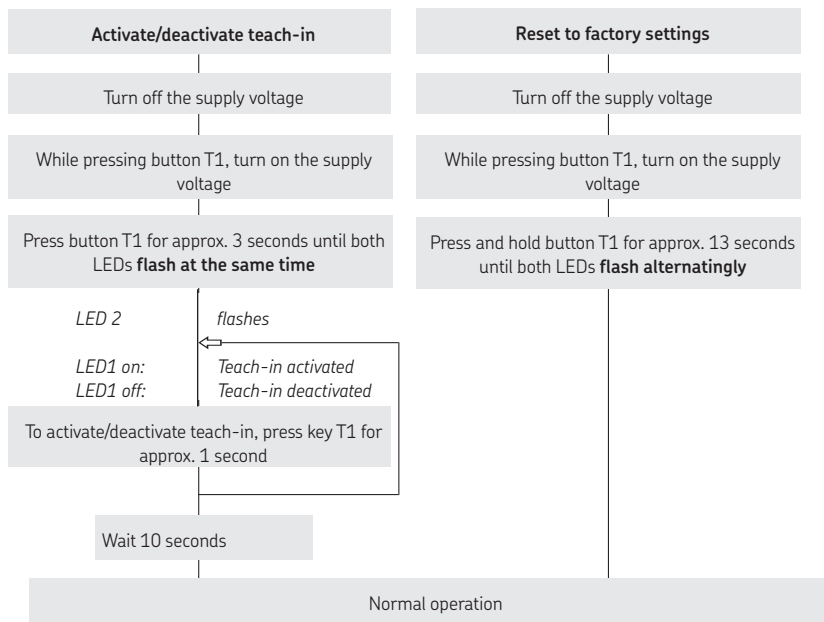 Activate/deactivate teach-in
Turn off the supply voltage
While pressing button T1, turn on the supply
voltage
Press button T1 for approx. 3 seconds until both
LEDs flash at the same time
LED 2 flashes
LED1 on: Teach-in activated
LED1 off: Teach-in deactivated
To activate/deactivate teach-in, press key T1 for
approx. 1 second
Wait 10 seconds
Reset to factory settings
Turn off the supply voltage
While pressing button T1, turn on the supply
voltage
Press and hold button T1 for approx. 13 seconds
until both LEDs flash alternatingly
Normal operation